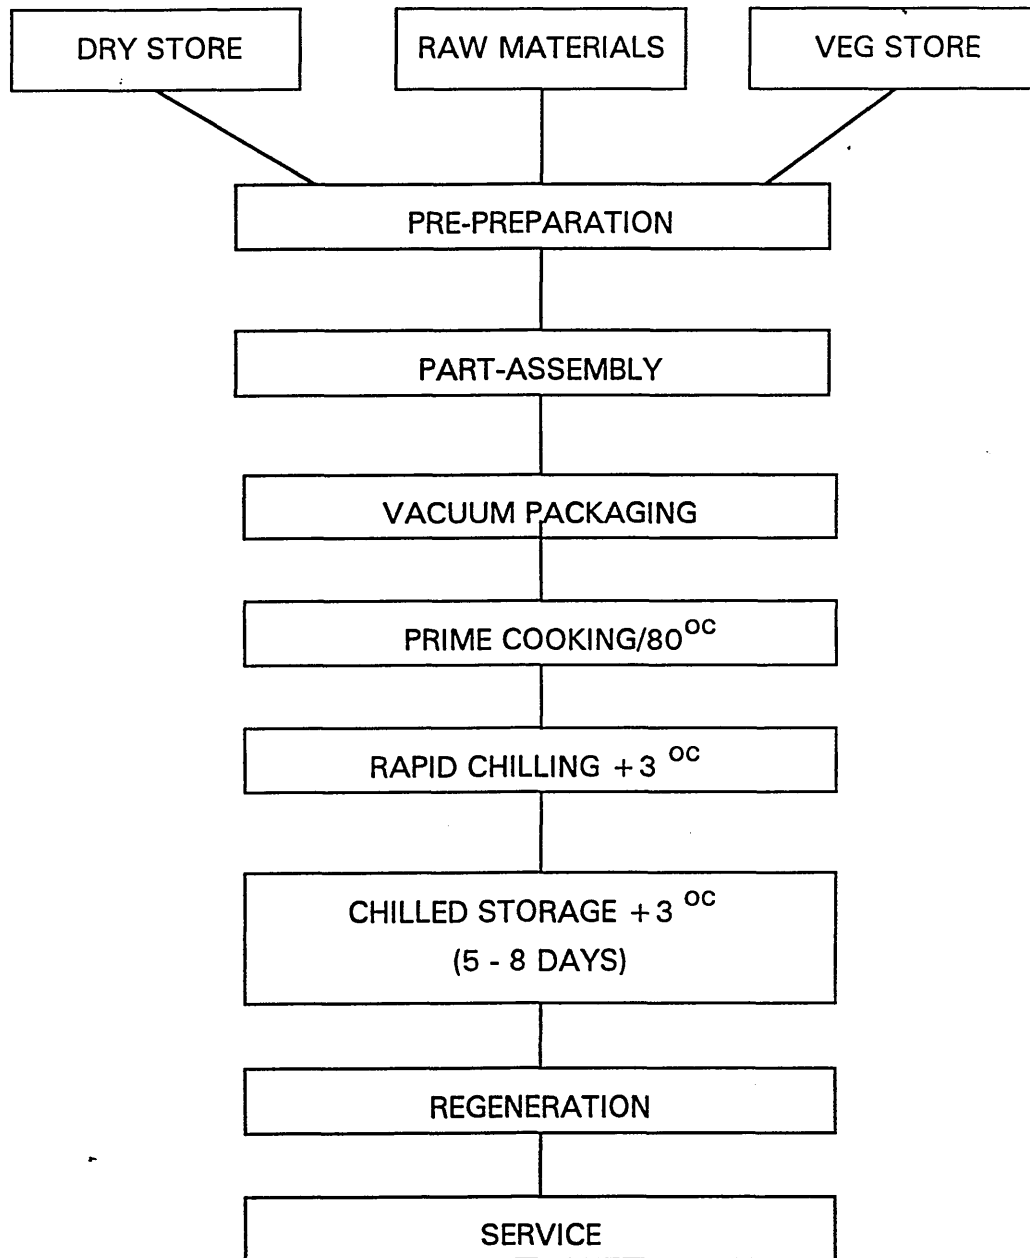 DRY STORE
RAW MATERIALS
VEG STORE
PRE-PREPARATION
PART-ASSEMBLY
VACUUM PACKAGING
PRIME COOKING/80 OC
RAPID CHILLING +3 OC
CHILLED STORAGE +3 OC
(5 - 8 DAYS)
REGENERATION
SERVICE